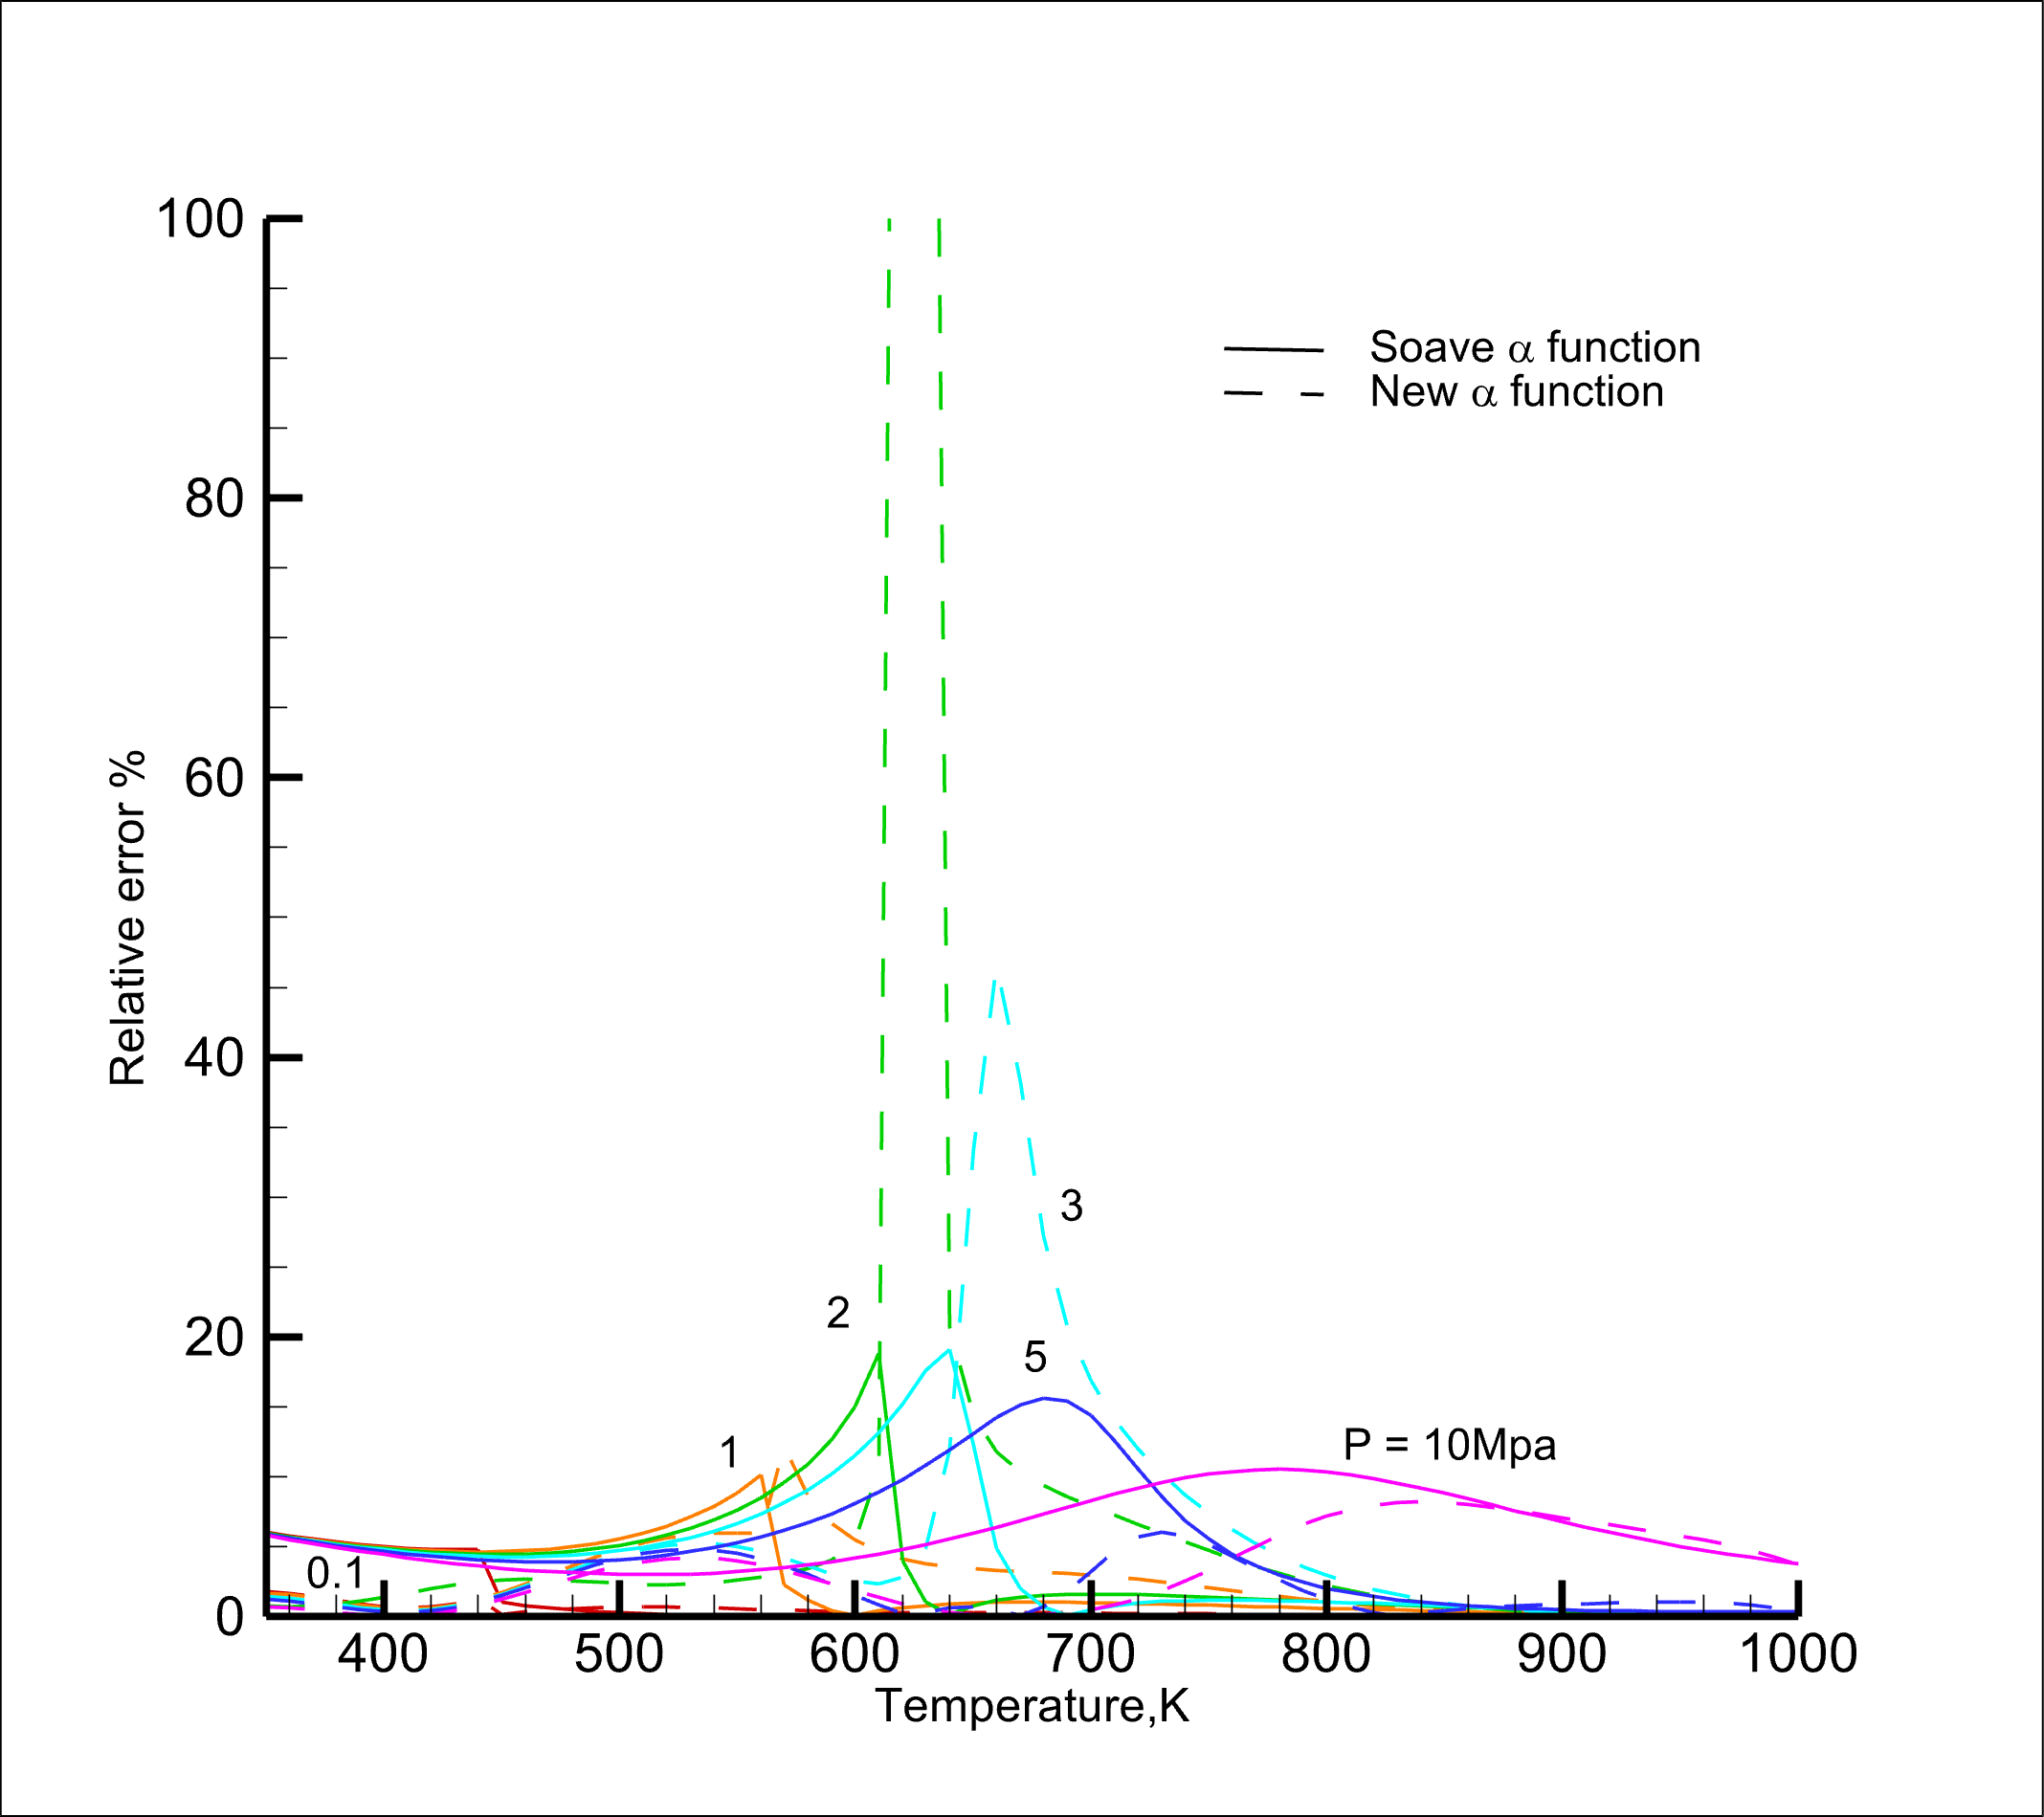 100
80
60
40
20
0
Relative error %
Soave α function
New α function
3
2
5
1
P = 10Mpa
0.1
400 500 600 700 800 900 1000
Temperature,K